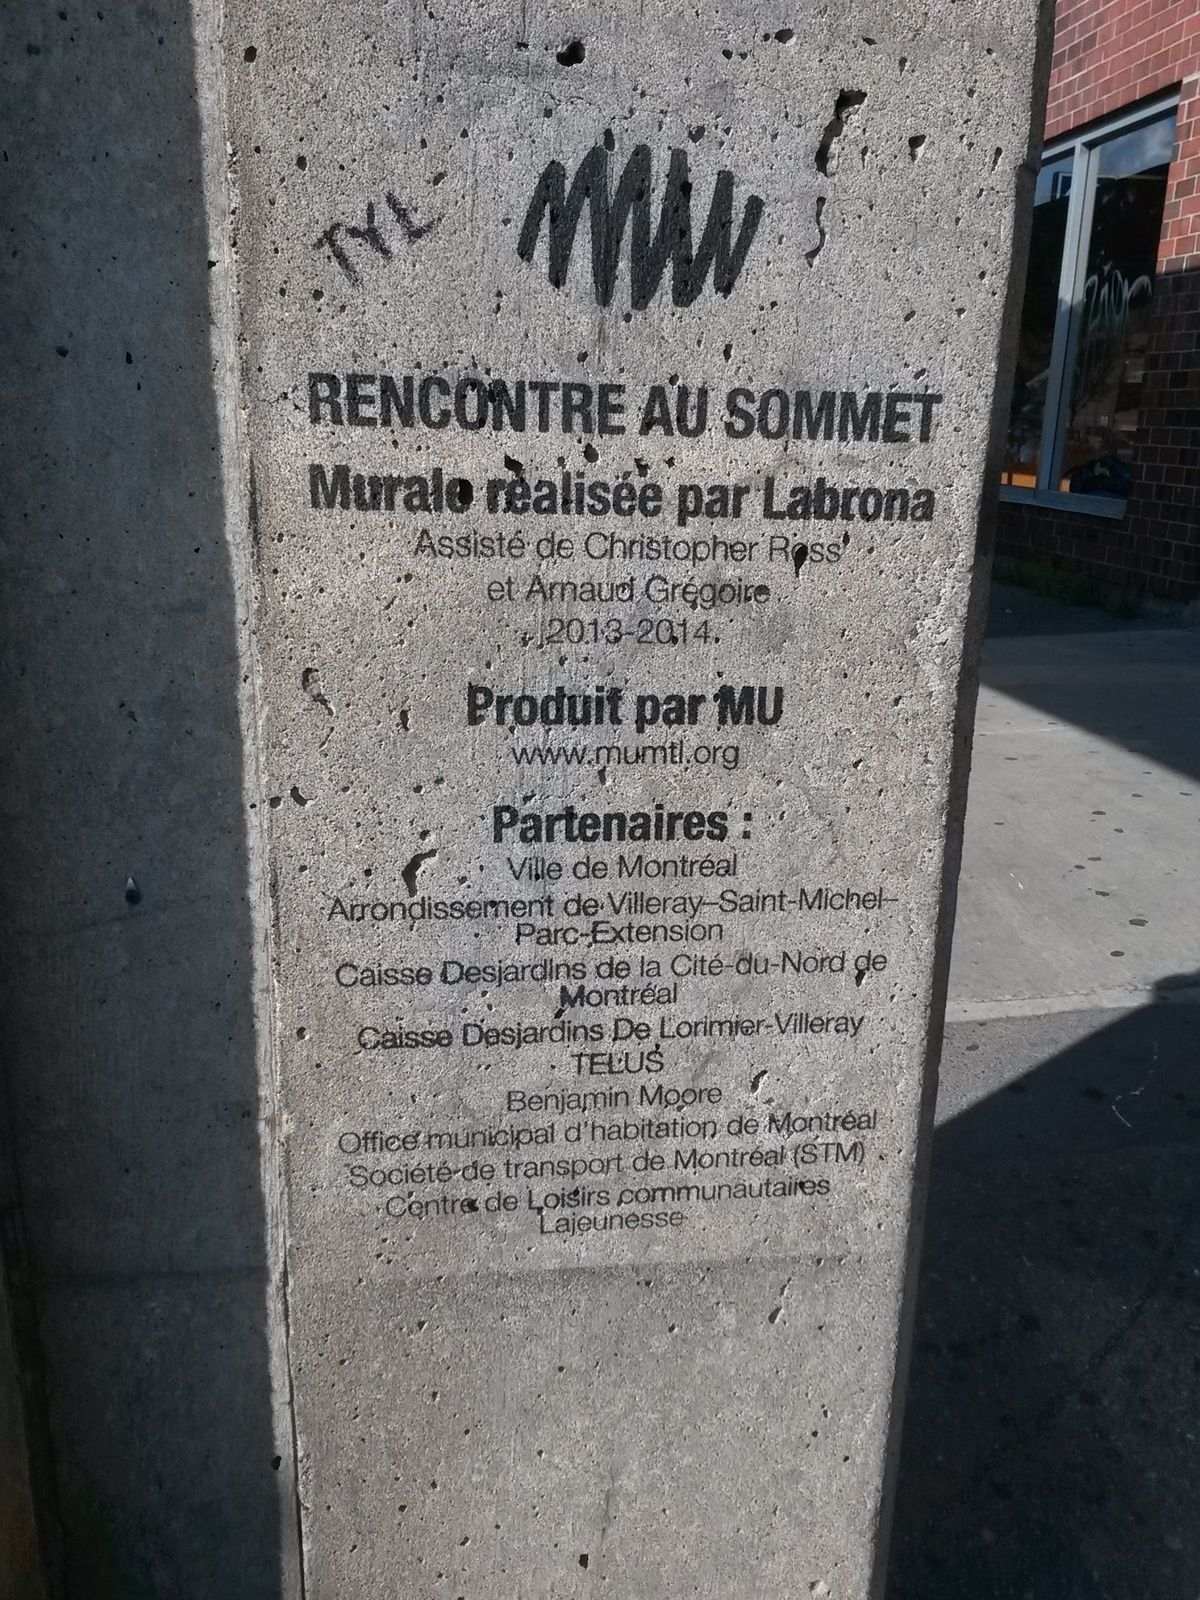 TYL
RENCONTRE AU SOMMET
Murale réalisée par Labrona
Assisté de Christopher Ross
et Arnaud Grégoire
2013-2014
Produit par MU
www.mumtl.org
Partenaires :
Ville de Montréal
Arrondissement de Villeray–Saint-Michel–
Parc-Extension
Caisse Desjardins de la Cité-du-Nord de
Montréal
Caisse Desjardins De Lorimier-Villeray
TELUS
Benjamin Moore
Office municipal d'habitation de Montréal
Société de transport de Montréal (STM)
Centre de Loisirs communautaires
Lajeunesse